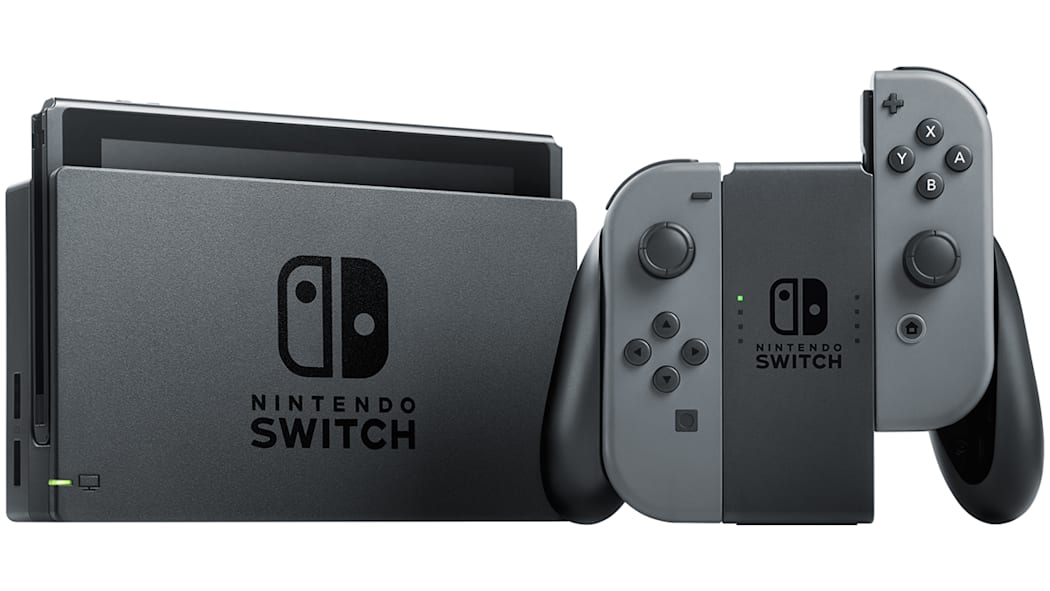 NINTENDO
SWITCH
NINTENDO
SWITCH
X
Y
A
B